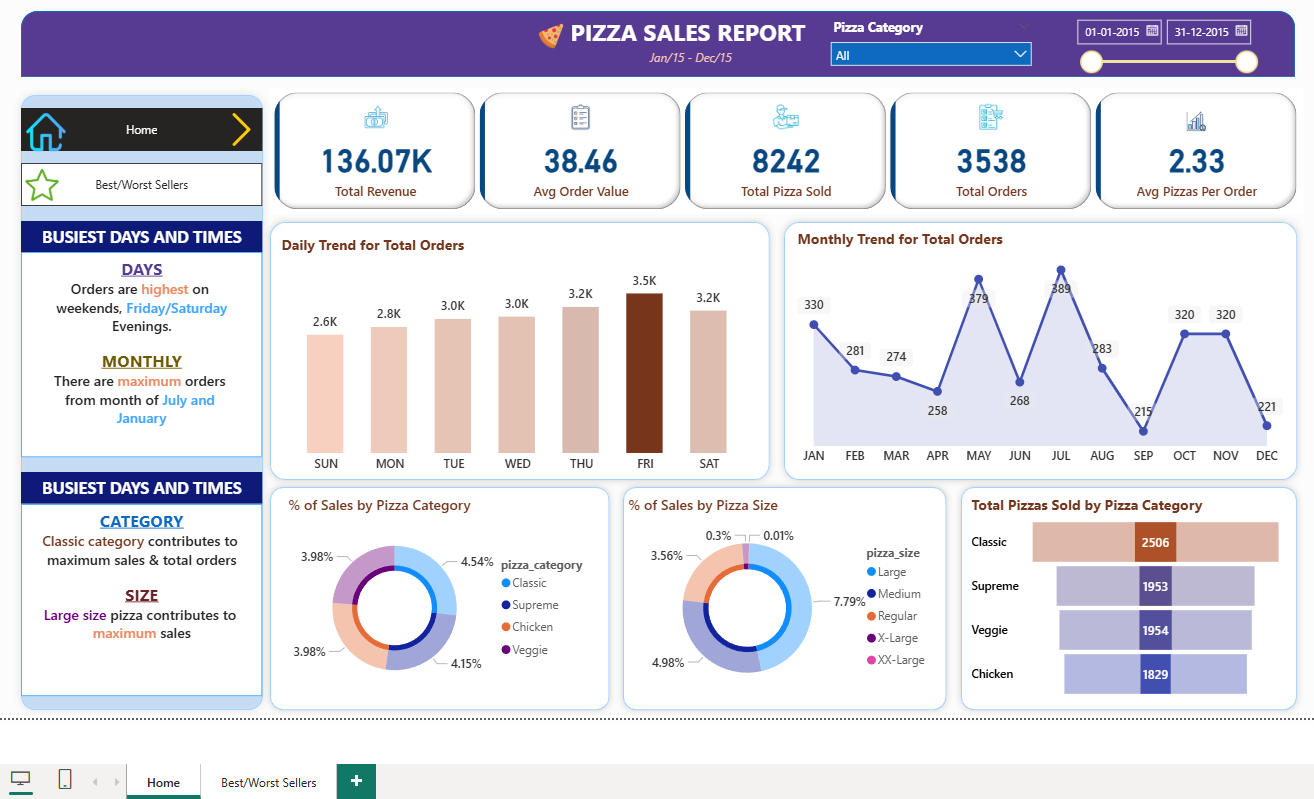 PIZZA SALES REPORT
Jan/15 - Dec/15
Pizza Category
All
01-01-2015
31-12-2015
Home
Best/Worst Sellers
BUSIEST DAYS AND TIMES
DAYS
Orders are highest on
weekends, Friday/Saturday
Evenings.
MONTHLY
There are maximum orders
from month of July and
January
BUSIEST DAYS AND TIMES
CATEGORY
Classic category contributes to
maximum sales & total orders
SIZE
Large size pizza contributes to
maximum sales
136.07K
Total Revenue
38.46
Avg Order Value
8242
Total Pizza Sold
3538
Total Orders
2.33
Avg Pizzas Per Order
Daily Trend for Total Orders
2.6K
2.8K
3.0K
3.0K
3.2K
3.5K
3.2K
SUN
MON
TUE
WED
THU
FRI
SAT
Monthly Trend for Total Orders
330
281
274
258
379
268
389
283
215
320
320
221
JAN
FEB
MAR
APR
MAY
JUN
JUL
AUG
SEP
OCT
NOV
DEC
% of Sales by Pizza Category
3.98%
4.54%
3.98%
4.15%
pizza_category
Classic
Supreme
Chicken
Veggie
% of Sales by Pizza Size
0.3%
0.01%
3.56%
7.79%
4.98%
pizza_size
Large
Medium
Regular
X-Large
XX-Large
Total Pizzas Sold by Pizza Category
Classic
2506
Supreme
1953
Veggie
1954
Chicken
1829
Home
Best/Worst Sellers
+